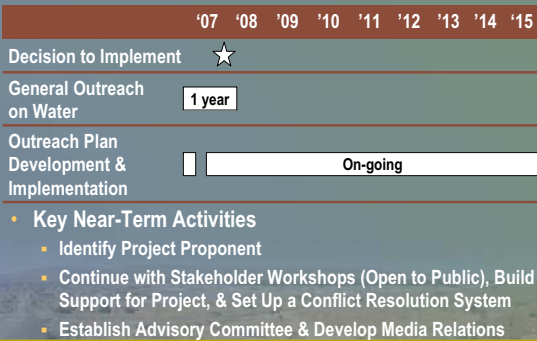 ‘07 ‘08 ’09 ’10 ’11 ’12 ’13 ’14 ‘15
Decision to Implement
General Outreach
on Water
1 year
Outreach Plan
Development &
Implementation
On-going
• Key Near-Term Activities
▪ Identify Project Proponent
▪ Continue with Stakeholder Workshops (Open to Public), Build
Support for Project, & Set Up a Conflict Resolution System
▪ Establish Advisory Committee & Develop Media Relations